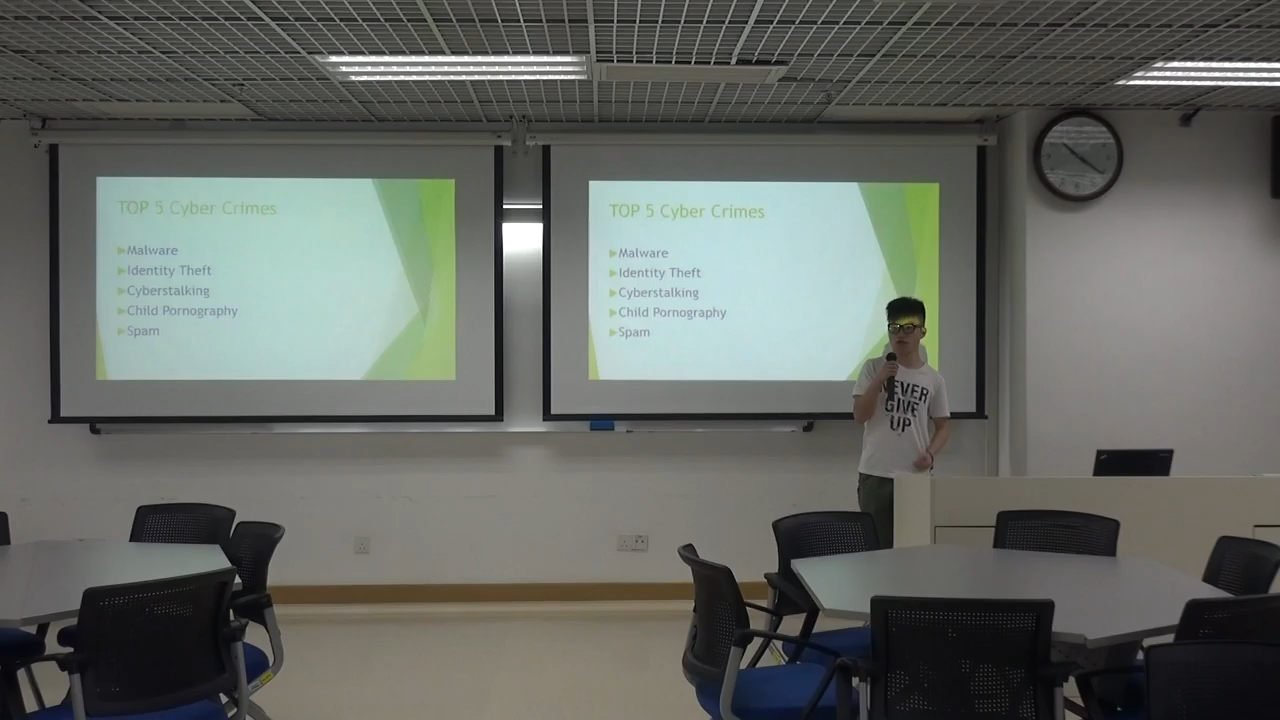 TOP 5 Cyber Crimes
Malware
Identity Theft
Cyberstalking
Child Pornography
Spam
TOP 5 Cyber Crimes
Malware
Identity Theft
Cyberstalking
Child Pornography
Spam
NEVER
GIVE
UP